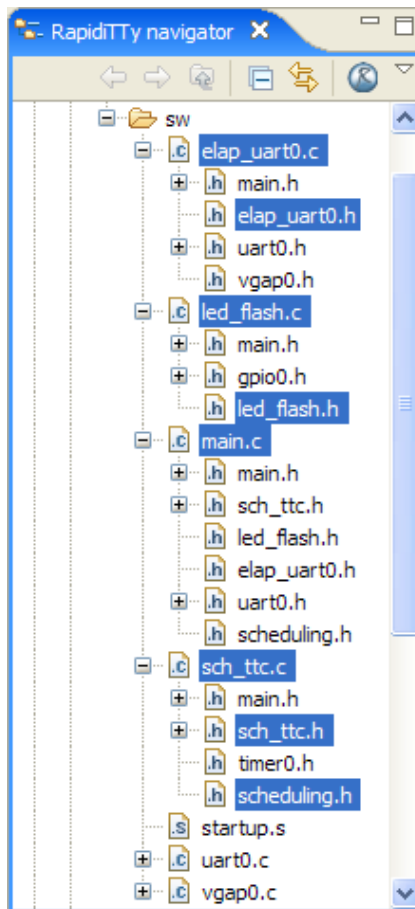 RapidiTTy navigator
sw
elap_uart0.c
main.h
elap_uart0.h
uart0.h
vgap0.h
led_flash.c
main.h
gpio0.h
led_flash.h
main.c
main.h
sch_ttc.h
led_flash.h
elap_uart0.h
uart0.h
scheduling.h
sch_ttc.c
main.h
sch_ttc.h
timer0.h
scheduling.h
startup.s
uart0.c
vgap0.c